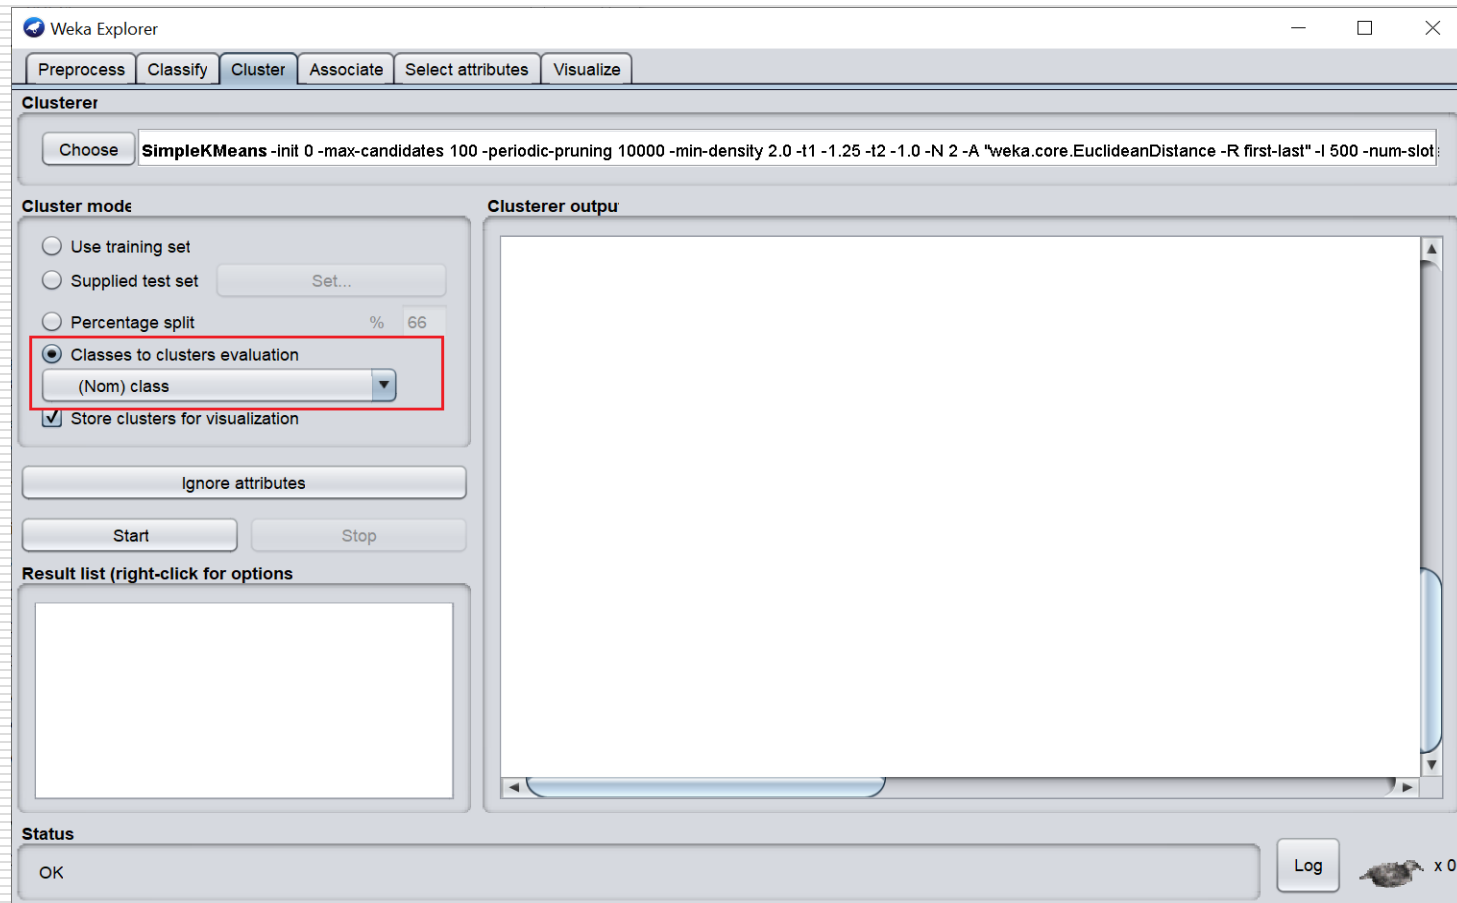 Weka Explorer
Preprocess Classify Cluster Associate Select attributes Visualize
Clusterer
Choose SimpleKMeans -init 0 -max-candidates 100 -periodic-pruning 10000 -min-density 2.0 -t1 -1.25 -t2 -1.0 -N 2 -A "weka.core.EuclideanDistance -R first-last" -I 500 -num-slot
Cluster mode
Use training set
Supplied test set Set...
Percentage split % 66
Classes to clusters evaluation
(Nom) class
Store clusters for visualization
Ignore attributes
Start Stop
Result list (right-click for options
Clusterer outpu
Status
OK
Log x 0